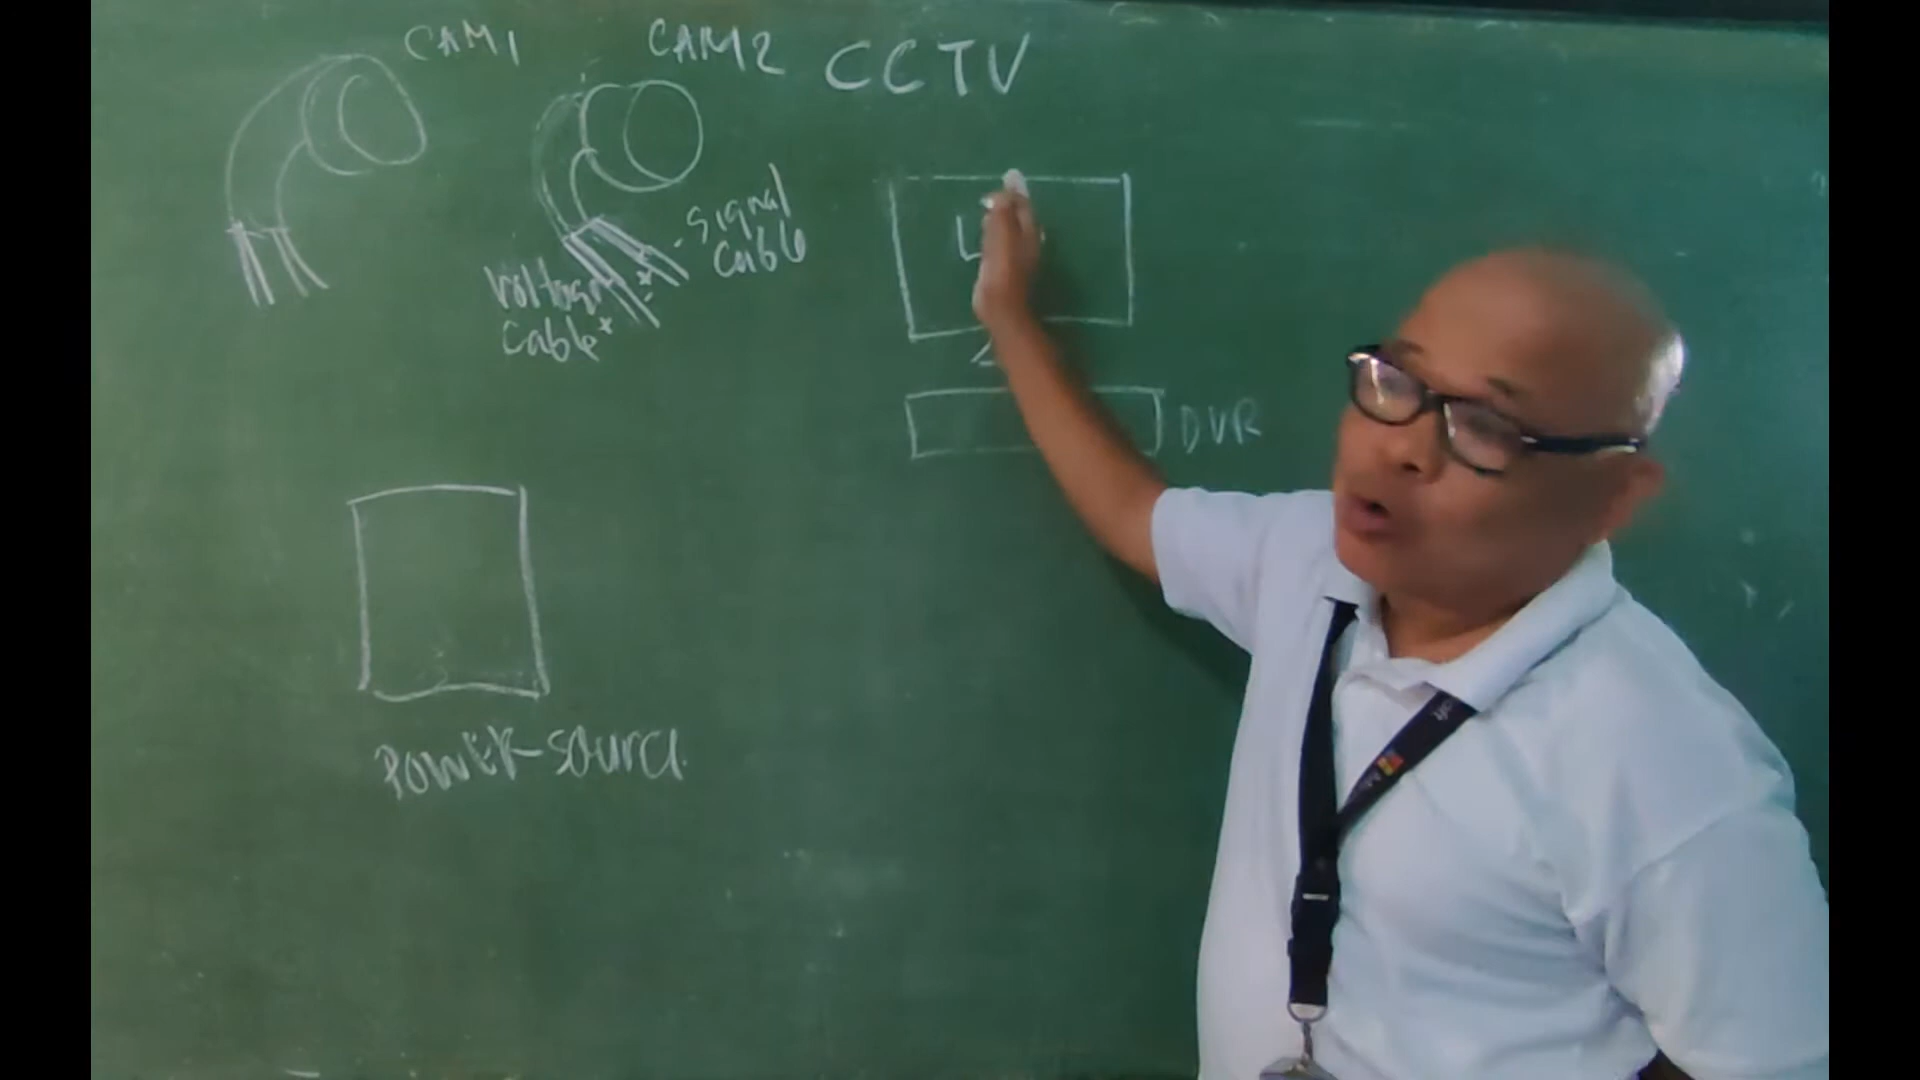 CAM1
CAM2
CCTV
signal
cable
Voltage
Cable
DVR
POWER-SOURCE